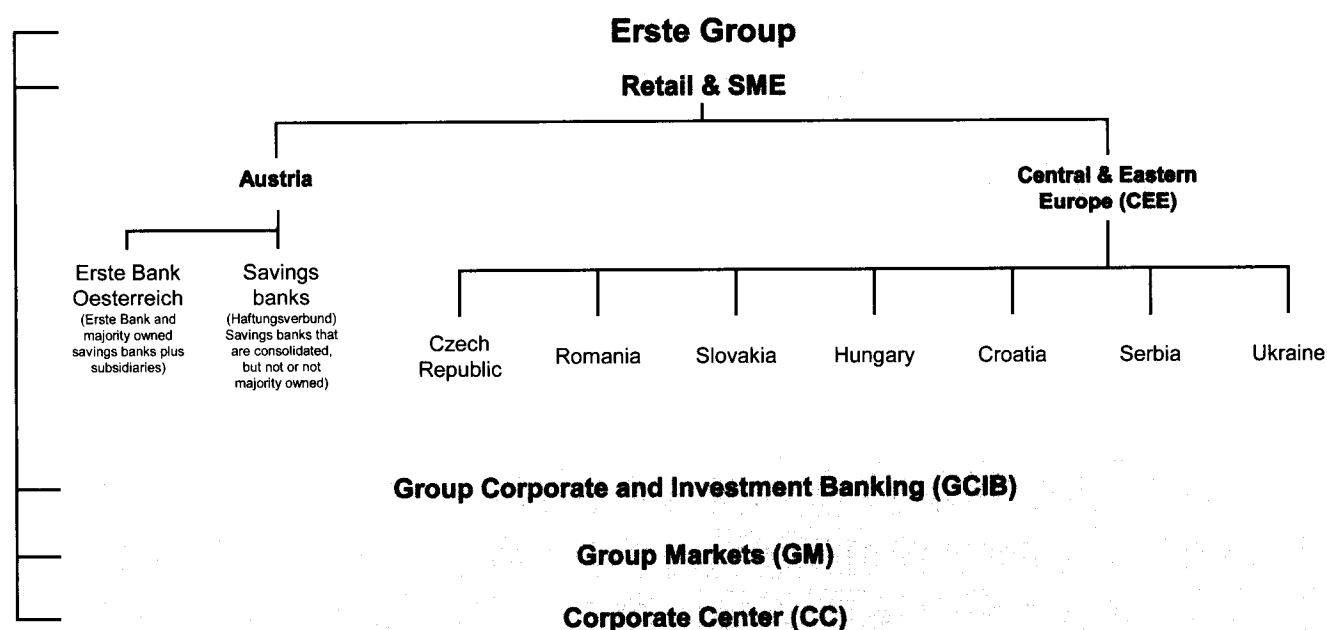 Erste Group
Retail & SME
Austria
Central & Eastern
Europe (CEE)
Erste Bank
Oesterreich
(Erste Bank and
majority owned
savings banks plus
subsidiaries)
Savings
banks
(Haftungsverbund)
Savings banks that
are consolidated,
but not or not
majority owned)
Czech
Republic
Romania
Slovakia
Hungary
Croatia
Serbia
Ukraine
Group Corporate and Investment Banking (GCIB)
Group Markets (GM)
Corporate Center (CC)